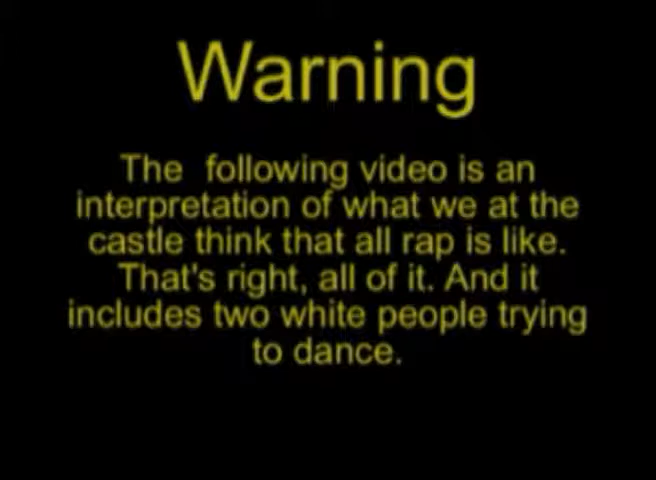 Warning
The following video is an
interpretation of what we at the
castle think that all rap is like.
That's right, all of it. And it
includes two white people trying
to dance.